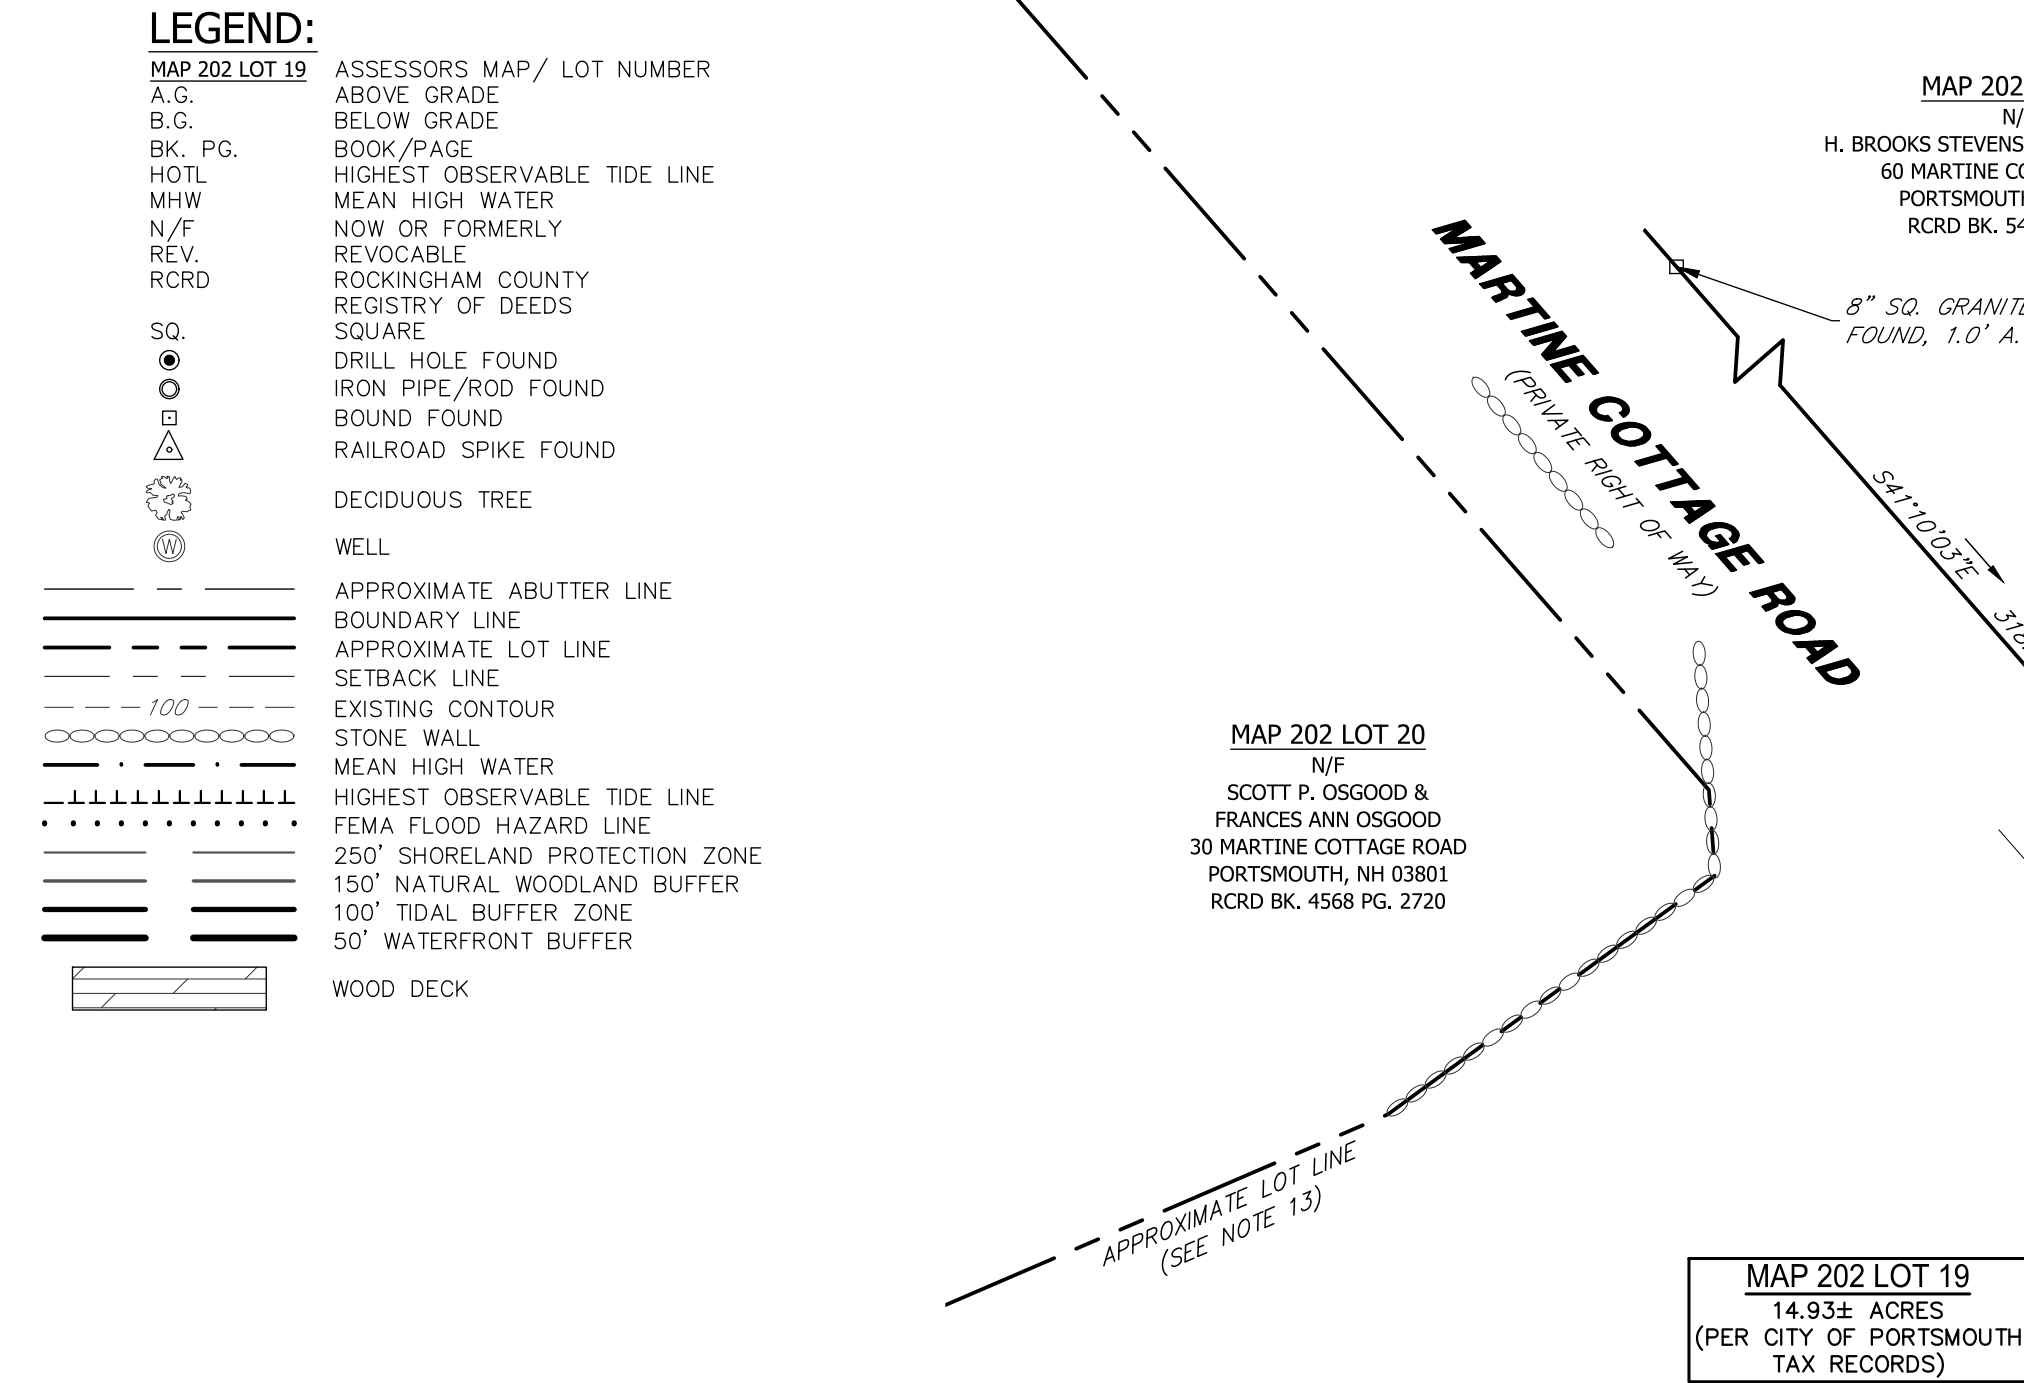 LEGEND:
MAP 202 LOT 19 ASSESSORS MAP/ LOT NUMBER
A.G. ABOVE GRADE
B.G. BELOW GRADE
BK. PG. BOOK/PAGE
HOTL HIGHEST OBSERVABLE TIDE LINE
MHW MEAN HIGH WATER
N/F NOW OR FORMERLY
REV. REVOCABLE
RCRD ROCKINGHAM COUNTY
REGISTRY OF DEEDS
SQ. SQUARE
DRILL HOLE FOUND
IRON PIPE/ROD FOUND
BOUND FOUND
RAILROAD SPIKE FOUND
DECIDUOUS TREE
W WELL
APPROXIMATE ABUTTER LINE
BOUNDARY LINE
APPROXIMATE LOT LINE
SETBACK LINE
100 EXISTING CONTOUR
STONE WALL
MEAN HIGH WATER
HIGHEST OBSERVABLE TIDE LINE
FEMA FLOOD HAZARD LINE
250' SHORELAND PROTECTION ZONE
150' NATURAL WOODLAND BUFFER
100' TIDAL BUFFER ZONE
50' WATERFRONT BUFFER
WOOD DECK
MAP 202
N/
H. BROOKS STEVENS
60 MARTINE CO
PORTSMOUTH
RCRD BK. 54
8" SQ. GRANITE
FOUND, 1.0' A.
MARTINE COTTAGE ROAD
(PRIVATE RIGHT OF WAY)
S41°10'03"E 318
MAP 202 LOT 20
N/F
SCOTT P. OSGOOD &
FRANCES ANN OSGOOD
30 MARTINE COTTAGE ROAD
PORTSMOUTH, NH 03801
RCRD BK. 4568 PG. 2720
APPROXIMATE LOT LINE
(SEE NOTE 13)
MAP 202 LOT 19
14.93± ACRES
(PER CITY OF PORTSMOUTH
TAX RECORDS)